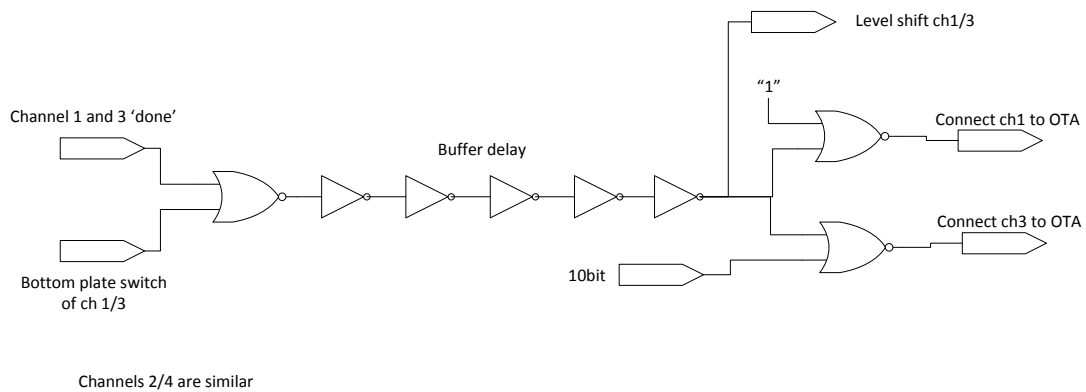 Level shift ch1/3
“1”
Channel 1 and 3 ‘done’
Connect ch1 to OTA
Buffer delay
Connect ch3 to OTA
10bit
Bottom plate switch
of ch 1/3
Channels 2/4 are similar